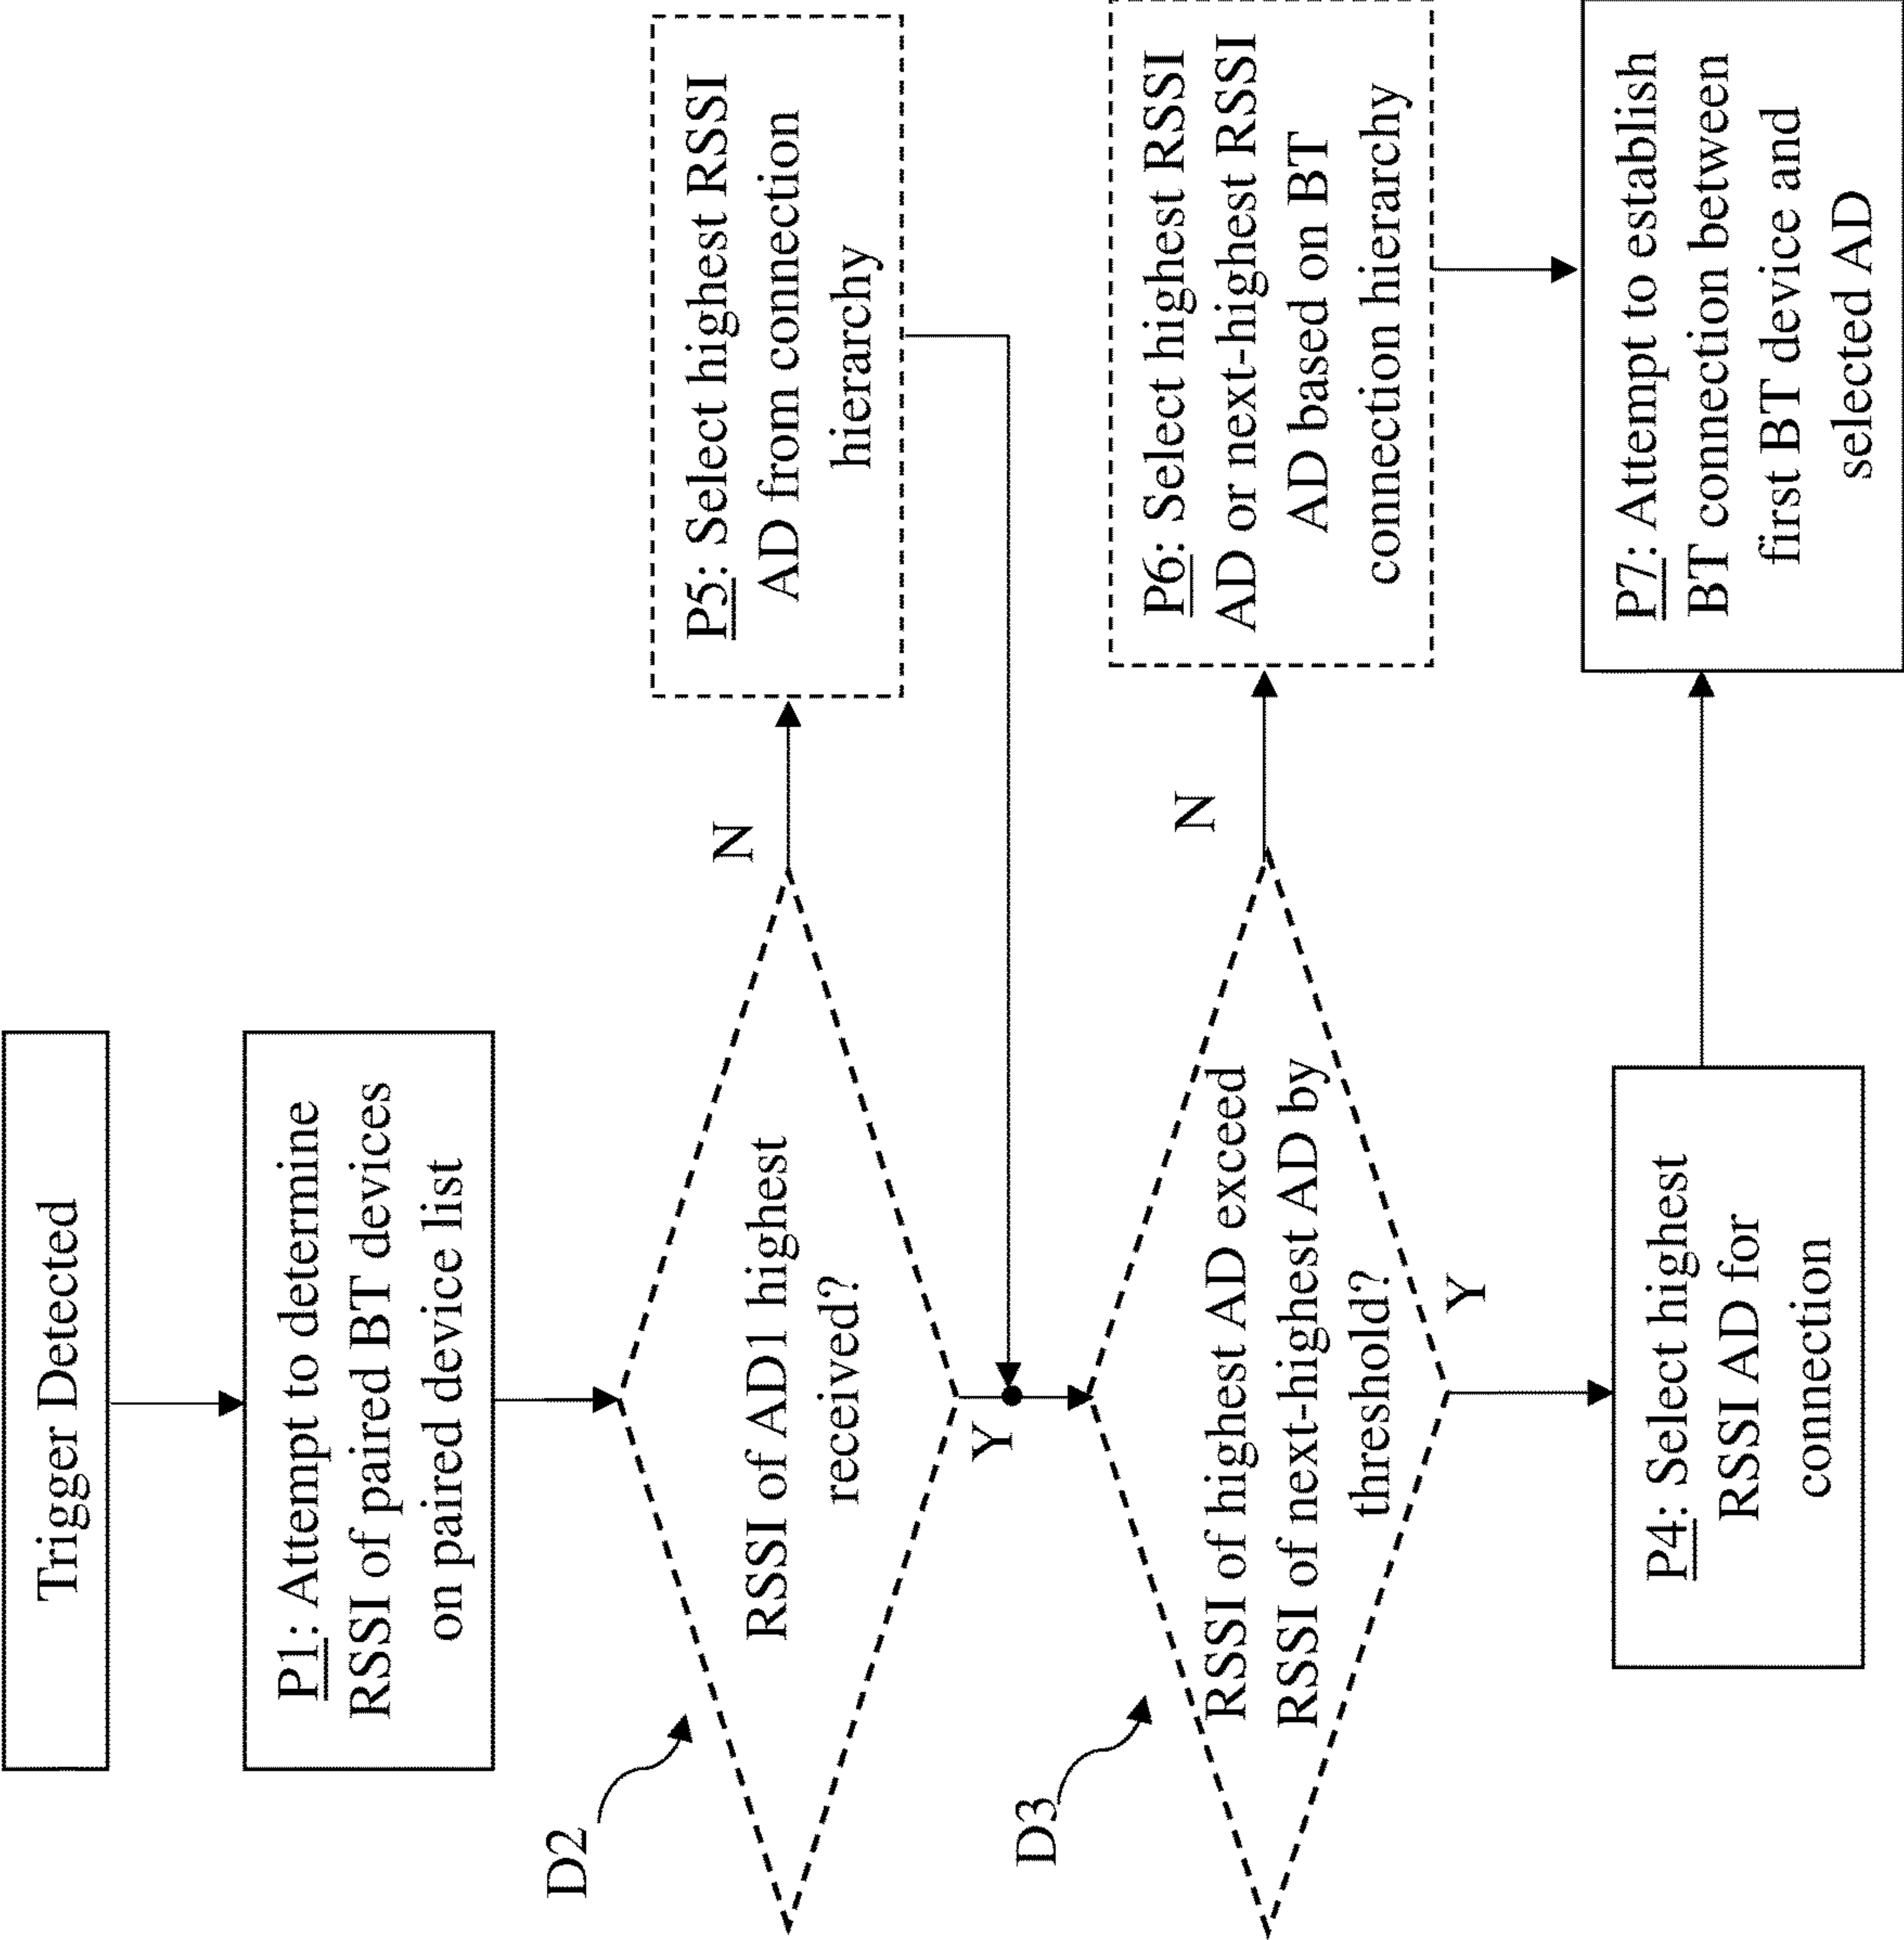 Trigger Detected
P1: Attempt to determine
RSSI of paired BT devices
on paired device list
D2
RSSI of AD1 highest
received?
N
Y
P5: Select highest RSSI
AD from connection
hierarchy
D3
RSSI of highest AD exceed
RSSI of next-highest AD by
threshold?
N
Y
P6: Select highest RSSI
AD or next-highest RSSI
AD based on BT
connection hierarchy
P4: Select highest
RSSI AD for
connection
P7: Attempt to establish
BT connection between
first BT device and
selected AD